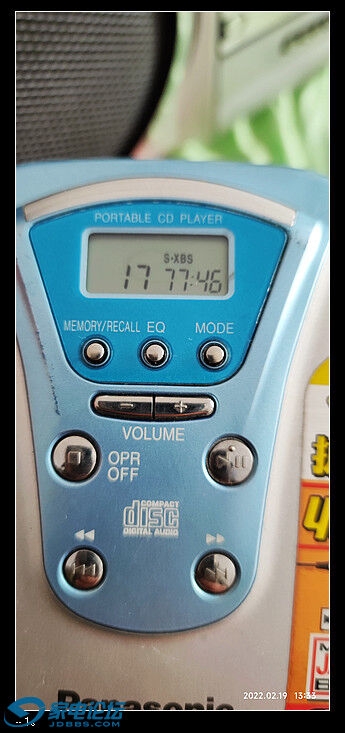 PORTABLE CD PLAYER
S·XBS
17 77:46
MEMORY/RECALL EQ MODE
- +
VOLUME
OPR
OFF
COMPACT
disc
DIGITAL AUDIO
Panasonic
2022.02.19 13:33
家电论坛
JDBBS.COM